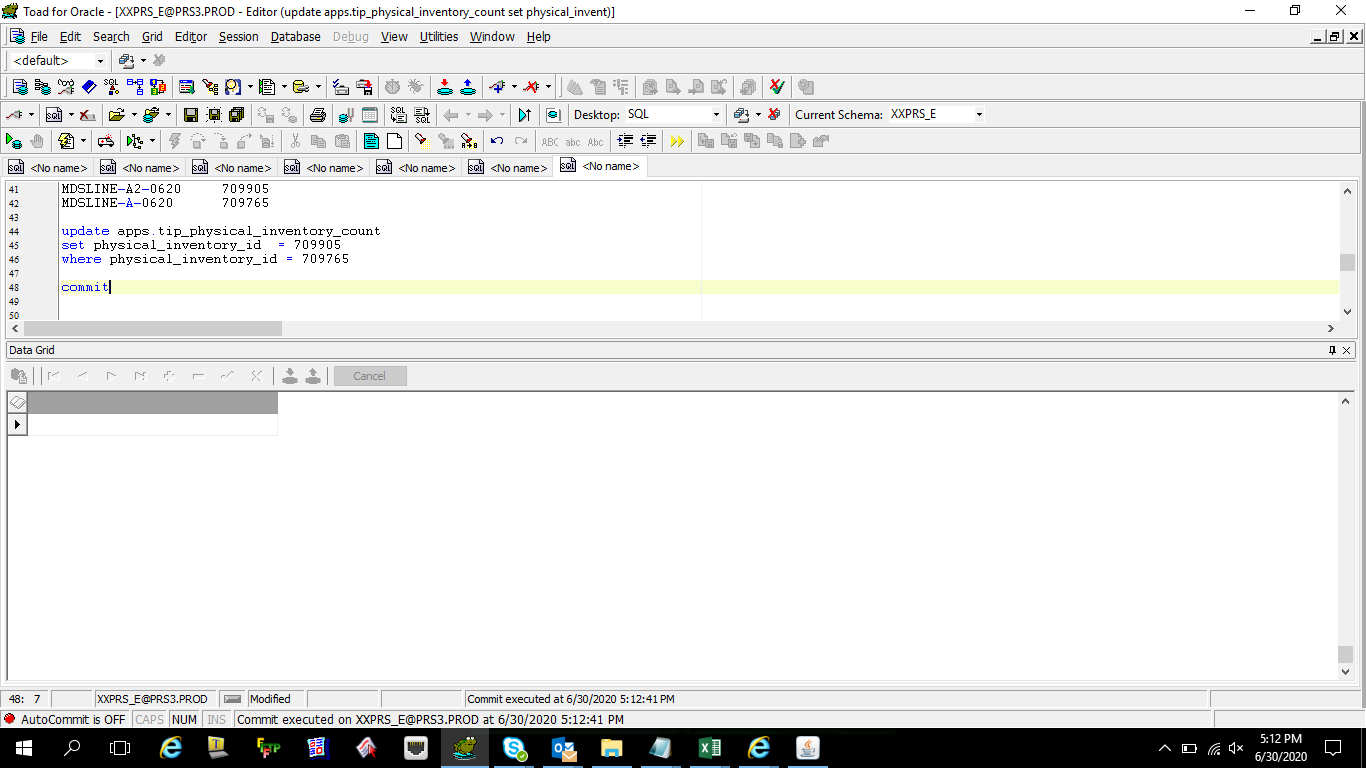 Toad for Oracle - [XXPRS_E@PRS3.PROD - Editor (update apps.tip_physical_inventory_count set physical_invent)]
File Edit Search Grid Editor Session Database Debug View Utilities Window Help
<default>
Desktop: SQL Current Schema: XXPRS_E
ABC abc Abc
<No name> <No name> <No name> <No name> <No name> <No name> <No name>
41 MDSLINE-A2-0620 709905
42 MDSLINE-A-0620 709765
43
44 update apps.tip_physical_inventory_count
45 set physical_inventory_id = 709905
46 where physical_inventory_id = 709765
47
48 commit
49
50
Data Grid
Cancel
48: 7 XXPRS_E@PRS3.PROD Modified Commit executed at 6/30/2020 5:12:41 PM
AutoCommit is OFF CAPS NUM INS Commit executed on XXPRS_E@PRS3.PROD at 6/30/2020 5:12:41 PM
5:12 PM
6/30/2020